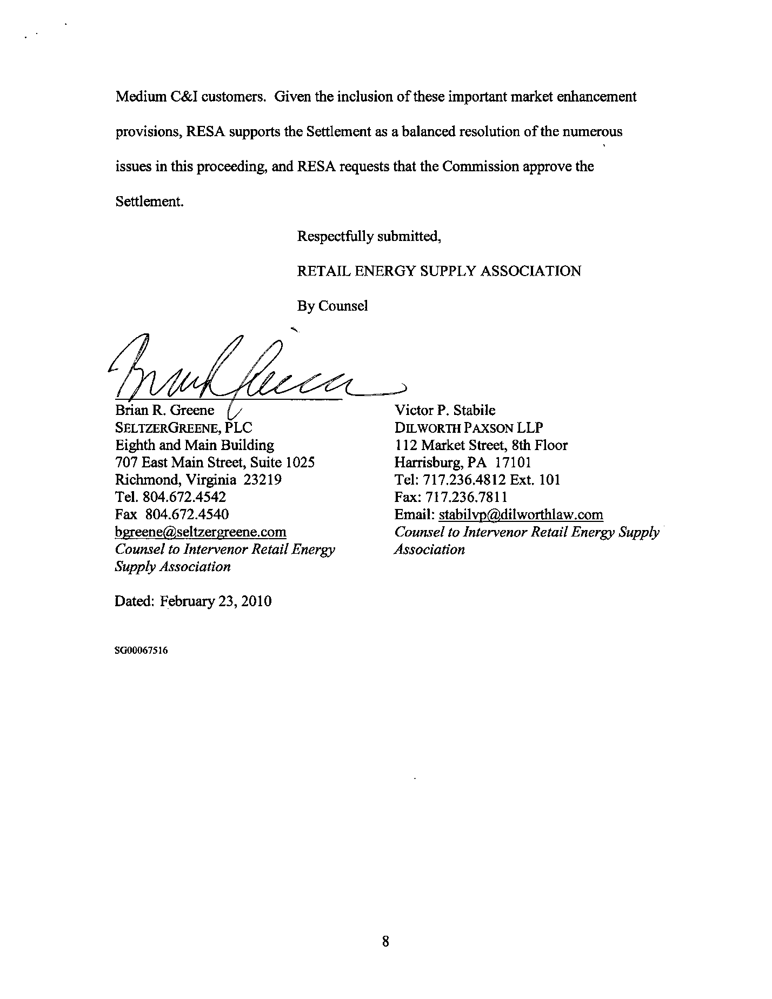 Medium C&I customers.  Given the inclusion of these important market enhancement
provisions, RESA supports the Settlement as a balanced resolution of the numerous
issues in this proceeding, and RESA requests that the Commission approve the
Settlement.
Respectfully submitted,
RETAIL ENERGY SUPPLY ASSOCIATION
By Counsel
Brian R. Greene
SELTZERGREENE, PLC
Eighth and Main Building
707 East Main Street, Suite 1025
Richmond, Virginia  23219
Tel. 804.672.4542
Fax  804.672.4540
bgreene@seltzergreene.com
Counsel to Intervenor Retail Energy
Supply Association
Victor P. Stabile
DILWORTH PAXSON LLP
112 Market Street, 8th Floor
Harrisburg, PA  17101
Tel: 717.236.4812 Ext. 101
Fax: 717.236.7811
Email: stabilvp@dilworthlaw.com
Counsel to Intervenor Retail Energy Supply
Association
Dated:  February 23, 2010
SG00067516
8